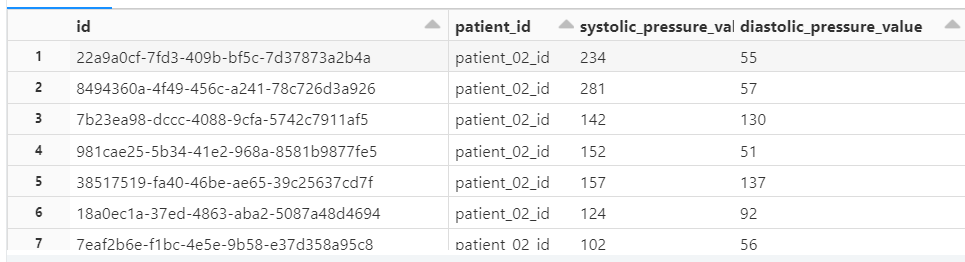 id patient_id systolic_pressure_val diastolic_pressure_value
1 22a9a0cf-7fd3-409b-bf5c-7d37873a2b4a patient_02_id 234 55
2 8494360a-4f49-456c-a241-78c726d3a926 patient_02_id 281 57
3 7b23ea98-dccc-4088-9cfa-5742c7911af5 patient_02_id 142 130
4 981cae25-5b34-41e2-968a-8581b9877fe5 patient_02_id 152 51
5 38517519-fa40-46be-ae65-39c25637cd7f patient_02_id 157 137
6 18a0ec1a-37ed-4863-aba2-5087a48d4694 patient_02_id 124 92
7 7eaf2b6e-f1bc-4e5e-9b58-e37d358a95c8 patient_02_id 102 56